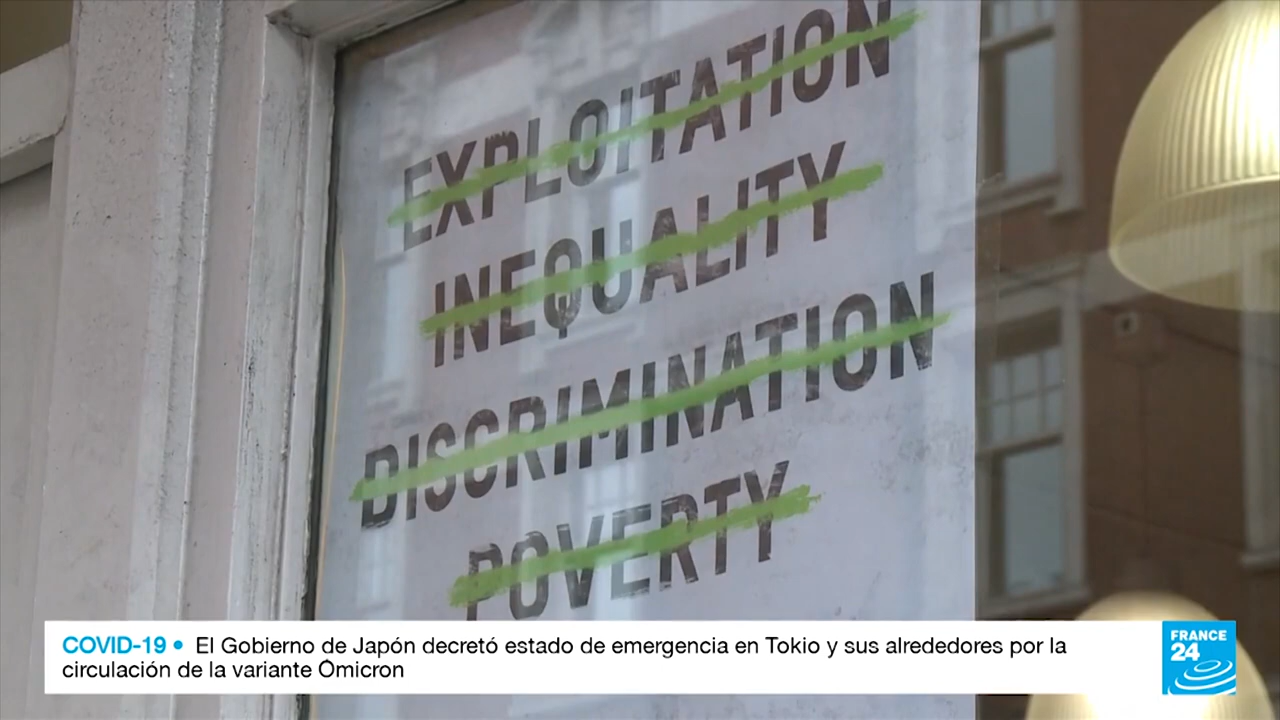 EXPLOITATION
INEQUALITY
DISCRIMINATION
POVERTY
COVID-19 • El Gobierno de Japón decretó estado de emergencia en Tokio y sus alrededores por la
circulación de la variante Ómicron
FRANCE
24